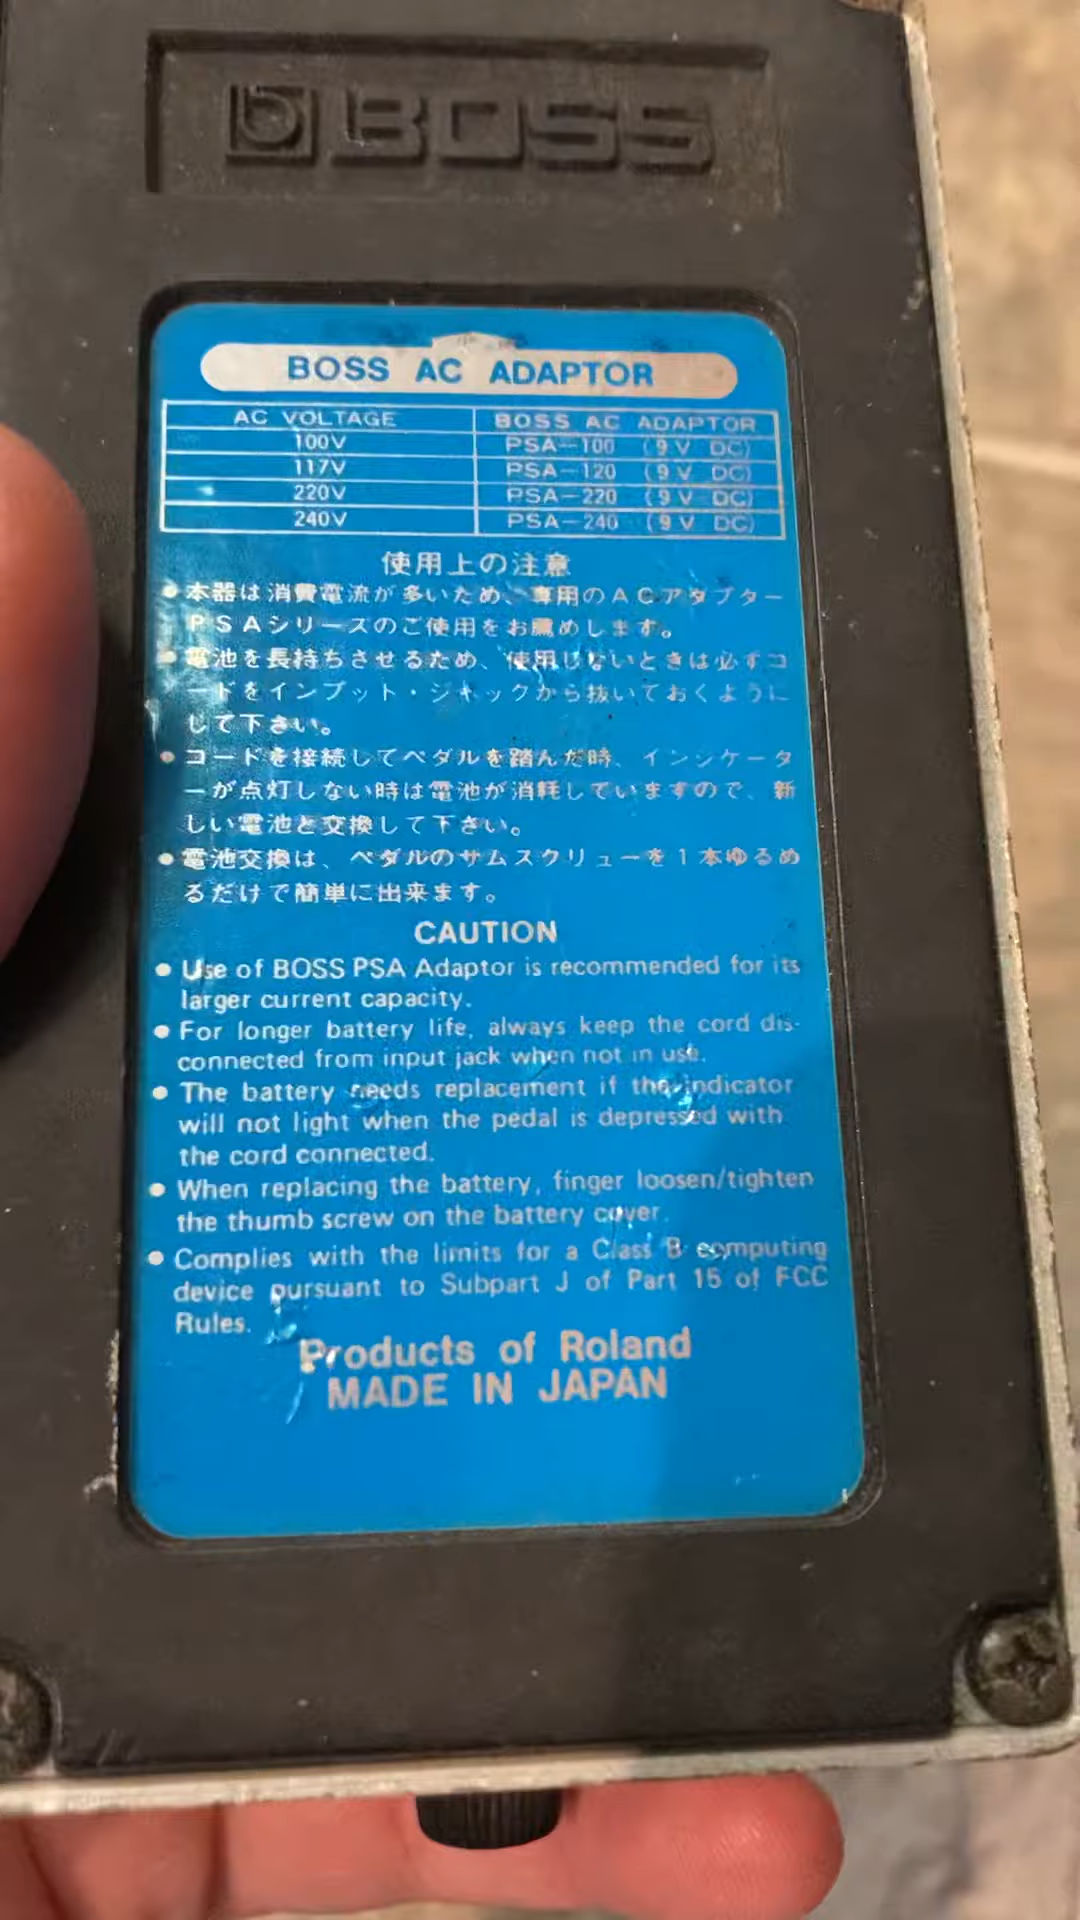 BOSS
BOSS AC ADAPTOR
AC VOLTAGE BOSS AC ADAPTOR
100V PSA-100 (9V DC)
117V PSA-120 (9V DC)
220V PSA-220 (9V DC)
240V PSA-240 (9V DC)
使用上の注意
● 本器は消費電流が多いため、専用のACアダプター
PSAシリーズのご使用をお薦めします。
● 電池を長持ちさせるため、使用しないときは必ずコ
ードをインプット・ジャックから抜いておくように
して下さい。
● コードを接続してペダルを踏んだ時、インジケータ
ーが点灯しない時は電池が消耗していますので、新
しい電池と交換して下さい。
● 電池交換は、ペダルのサムスクリューを1本ゆるめ
るだけで簡単に出来ます。
CAUTION
● Use of BOSS PSA Adaptor is recommended for its
larger current capacity.
● For longer battery life, always keep the cord dis-
connected from input jack when not in use.
● The battery needs replacement if the indicator
will not light when the pedal is depressed with
the cord connected.
● When replacing the battery, finger loosen/tighten
the thumb screw on the battery cover.
● Complies with the limits for a Class B computing
device pursuant to Subpart J of Part 15 of FCC
Rules.
Products of Roland
MADE IN JAPAN